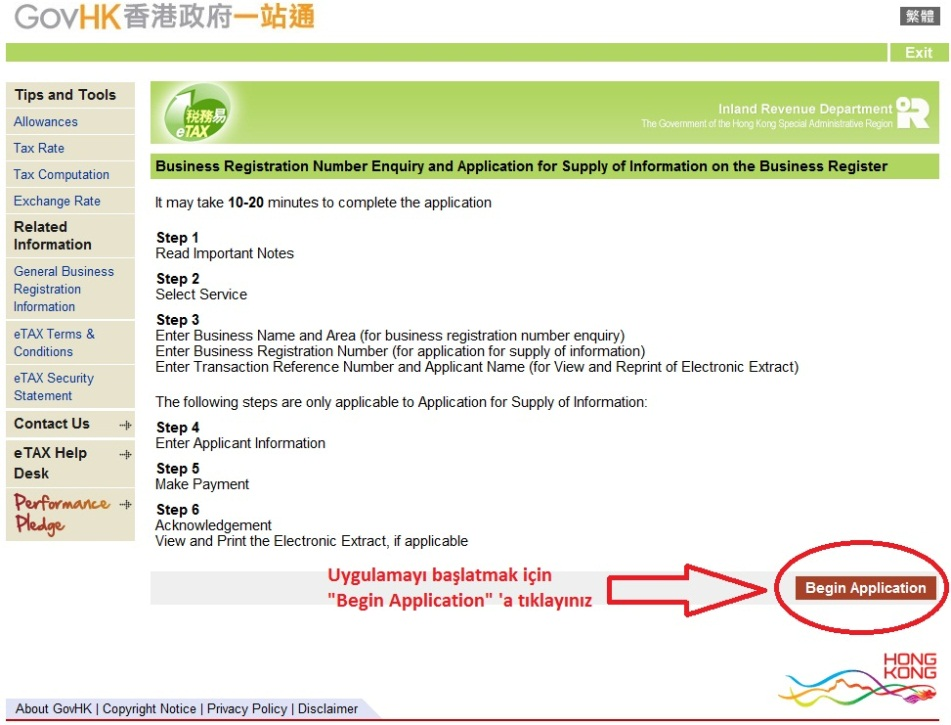 GovHK香港政府一站通
繁體
Exit
Tips and Tools
Allowances
Tax Rate
Tax Computation
Exchange Rate
Related
Information
General Business
Registration
Information
eTAX Terms &
Conditions
eTAX Security
Statement
Contact Us
eTAX Help
Desk
Performance
Pledge
稅務易
eTAX
Inland Revenue Department
The Government of the Hong Kong Special Administrative Region
Business Registration Number Enquiry and Application for Supply of Information on the Business Register
It may take 10-20 minutes to complete the application
Step 1
Read Important Notes
Step 2
Select Service
Step 3
Enter Business Name and Area (for business registration number enquiry)
Enter Business Registration Number (for application for supply of information)
Enter Transaction Reference Number and Applicant Name (for View and Reprint of Electronic Extract)
The following steps are only applicable to Application for Supply of Information:
Step 4
Enter Applicant Information
Step 5
Make Payment
Step 6
Acknowledgement
View and Print the Electronic Extract, if applicable
Uygulamayı başlatmak için
"Begin Application" 'a tıklayınız
Begin Application
HONG
KONG
About GovHK | Copyright Notice | Privacy Policy | Disclaimer